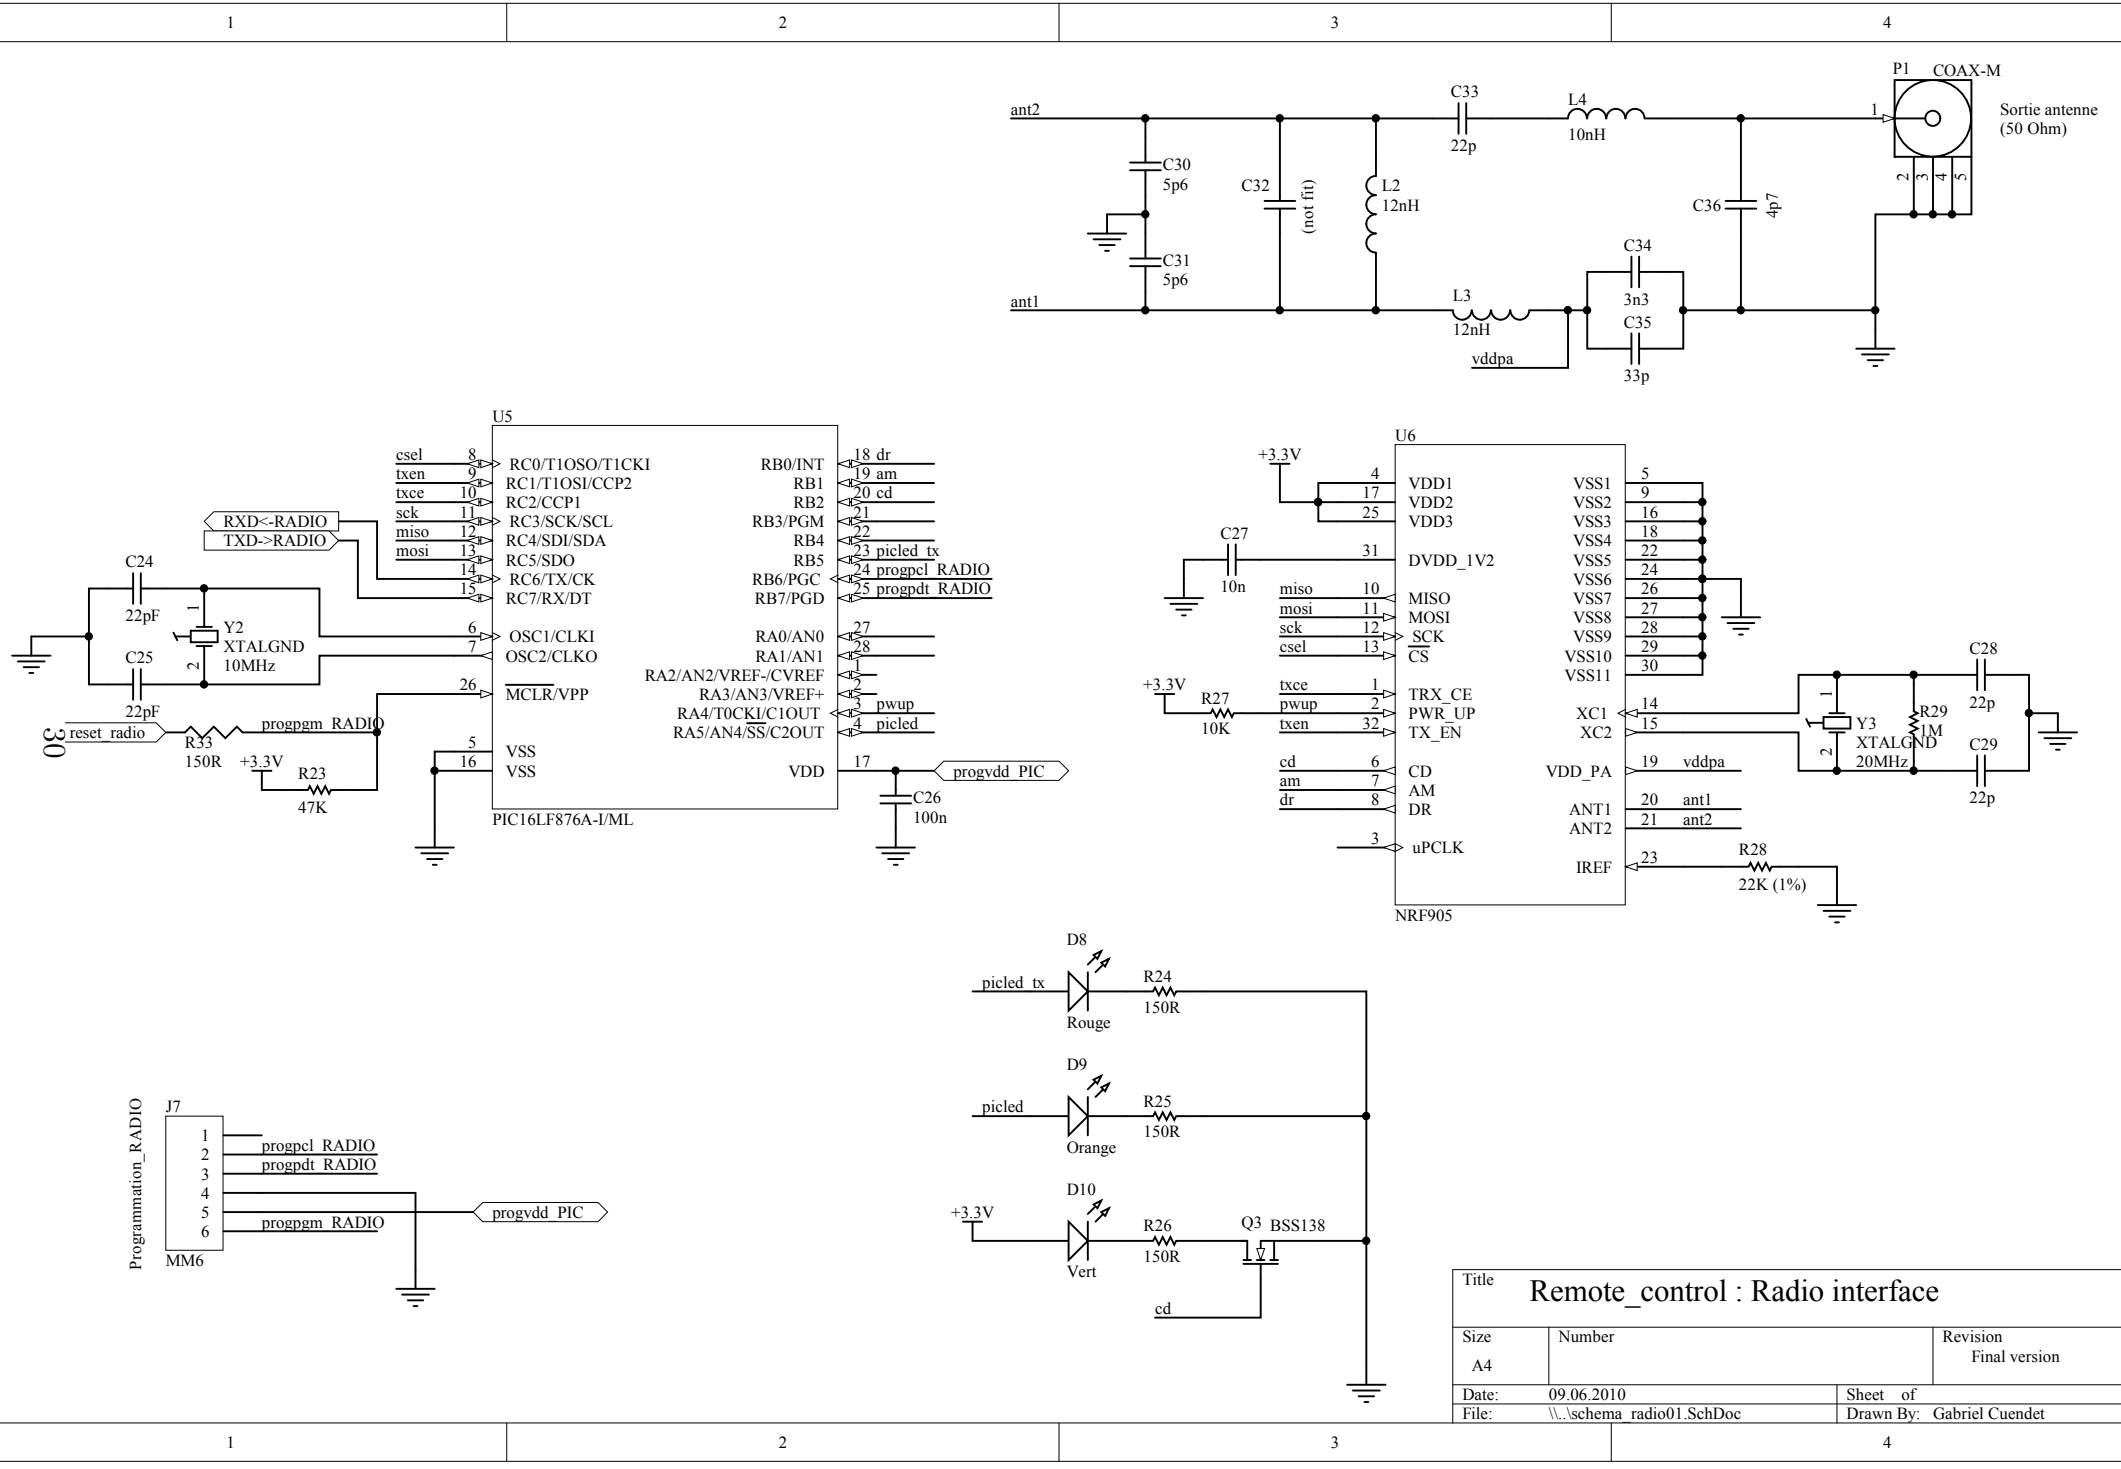 1 2 3 4
P1 COAX-M
Sortie antenne
(50 Ohm)
1
2 3 4 5
ant2
C33
22p
L4
10nH
C30
5p6
C32
(not fit)
L2
12nH
C36
4p7
C31
5p6
ant1
L3
12nH
C34
3n3
C35
33p
vddpa
U5
csel 8 RC0/T1OSO/T1CKI
txen 9 RC1/T1OSI/CCP2
txce 10 RC2/CCP1
sck 11 RC3/SCK/SCL
miso 12 RC4/SDI/SDA
mosi 13 RC5/SDO
14 RC6/TX/CK
15 RC7/RX/DT
6 OSC1/CLKI
7 OSC2/CLKO
26 MCLR/VPP
5 VSS
16 VSS
RB0/INT 18 dr
RB1 19 am
RB2 20 cd
RB3/PGM 21
RB4 22
RB5 23 picled_tx
RB6/PGC 24 progpcl_RADIO
RB7/PGD 25 progpdt_RADIO
RA0/AN0 27
RA1/AN1 28
RA2/AN2/VREF-/CVREF 1
RA3/AN3/VREF+ 2
RA4/T0CKI/C1OUT 3 pwup
RA5/AN4/SS/C2OUT 4 picled
VDD 17
progvdd_PIC
C26
100n
PIC16LF876A-I/ML
RXD<-RADIO
TXD->RADIO
C24
22pF
1
Y2
XTALGND
10MHz
2
C25
22pF
30
reset_radio
R33
150R
progpgm_RADIO
+3.3V
R23
47K
U6
+3.3V
4 VDD1
17 VDD2
25 VDD3
C27
10n
31 DVDD_1V2
miso 10 MISO
mosi 11 MOSI
sck 12 SCK
csel 13 CS
+3.3V
R27
10K
txce 1 TRX_CE
pwup 2 PWR_UP
txen 32 TX_EN
cd 6 CD
am 7 AM
dr 8 DR
3 uPCLK
VSS1 5
VSS2 9
VSS3 16
VSS4 18
VSS5 22
VSS6 24
VSS7 26
VSS8 27
VSS9 28
VSS10 29
VSS11 30
XC1 14
XC2 15
VDD_PA 19 vddpa
ANT1 20 ant1
ANT2 21 ant2
IREF 23
R28
22K (1%)
NRF905
1
Y3
XTALGND
20MHz
2
R29
1M
C28
22p
C29
22p
D8
picled_tx
Rouge
R24
150R
D9
picled
Orange
R25
150R
D10
+3.3V
Vert
R26
150R
Q3 BSS138
cd
Programmation_RADIO
J7
1
2 progpcl_RADIO
3 progpdt_RADIO
4
5 progvdd_PIC
6 progpgm_RADIO
MM6
Title Remote_control : Radio interface
Size Number Revision
A4 Final version
Date: 09.06.2010 Sheet of
File: \\..\schema_radio01.SchDoc Drawn By: Gabriel Cuendet
1 2 3 4